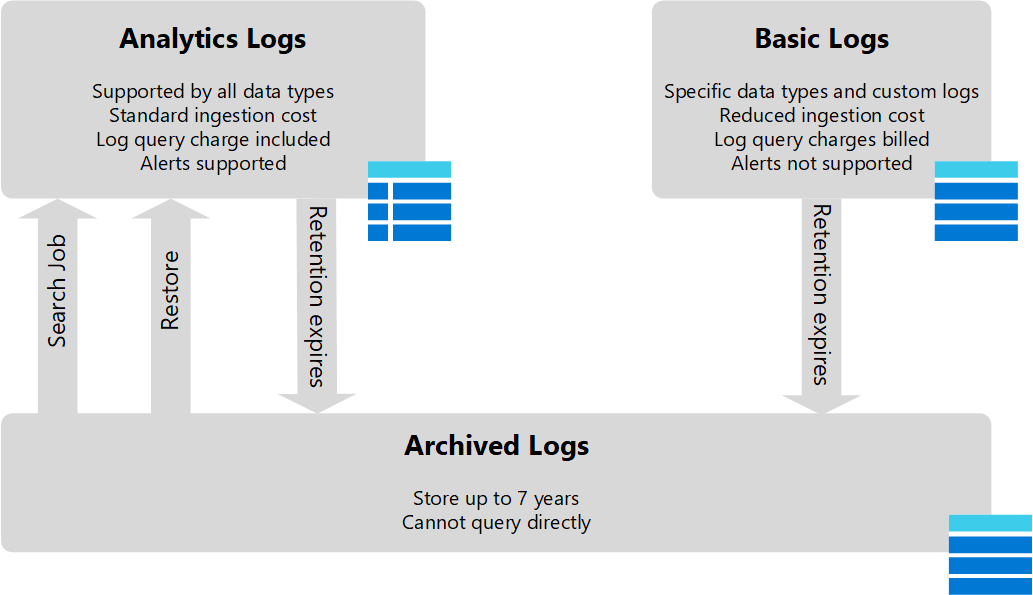 Analytics Logs
Supported by all data types
Standard ingestion cost
Log query charge included
Alerts supported
Basic Logs
Specific data types and custom logs
Reduced ingestion cost
Log query charges billed
Alerts not supported
Search Job
Restore
Retention expires
Retention expires
Archived Logs
Store up to 7 years
Cannot query directly